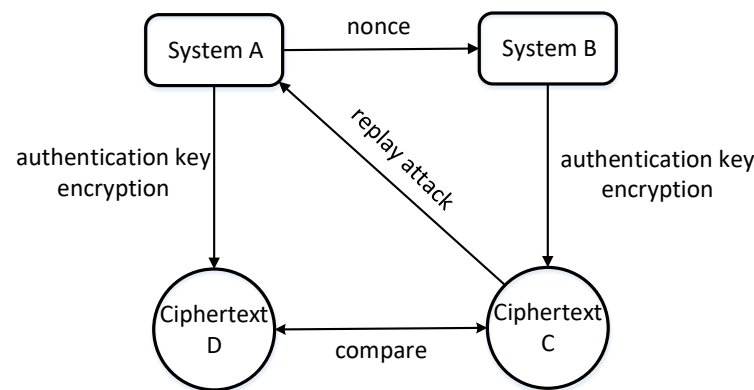 nonce
System A
System B
replay attack
authentication key
encryption
authentication key
encryption
Ciphertext
D
Ciphertext
C
compare